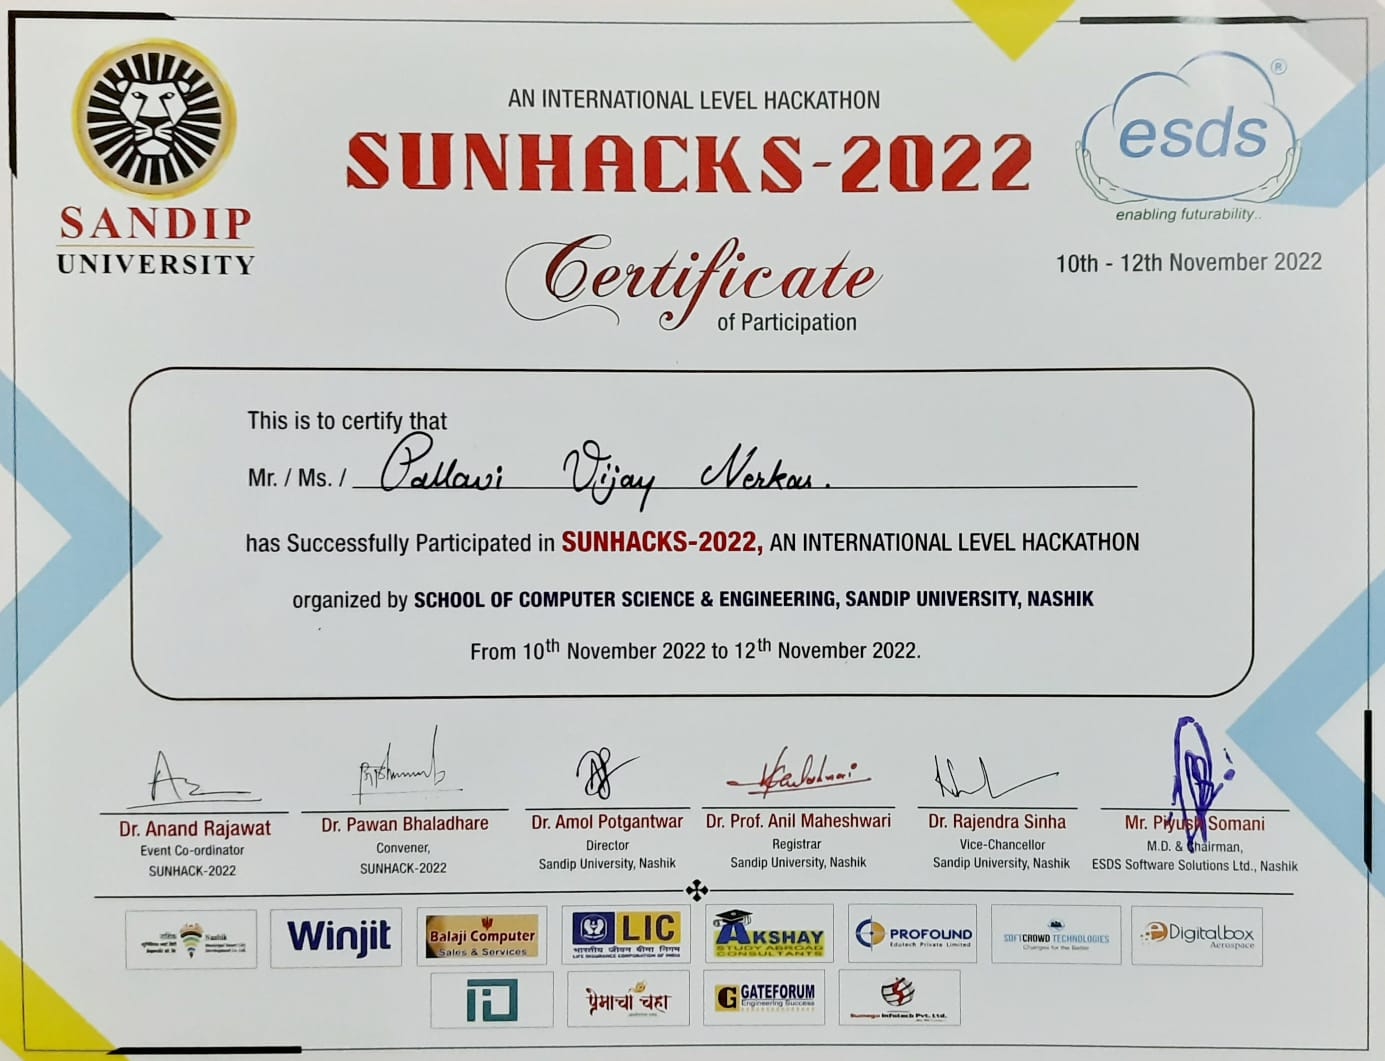 SANDIP
UNIVERSITY
AN INTERNATIONAL LEVEL HACKATHON
SUNHACKS-2022
esds
®
enabling futurability..
10th - 12th November 2022
Certificate
of Participation
This is to certify that
Mr. / Ms. / Pallavi Vijay Nerkar.
has Successfully Participated in SUNHACKS-2022, AN INTERNATIONAL LEVEL HACKATHON
organized by SCHOOL OF COMPUTER SCIENCE & ENGINEERING, SANDIP UNIVERSITY, NASHIK
From 10th November 2022 to 12th November 2022.
Dr. Anand Rajawat
Event Co-ordinator
SUNHACK-2022
Dr. Pawan Bhaladhare
Convener,
SUNHACK-2022
Dr. Amol Potgantwar
Director
Sandip University, Nashik
Dr. Prof. Anil Maheshwari
Registrar
Sandip University, Nashik
Dr. Rajendra Sinha
Vice-Chancellor
Sandip University, Nashik
Mr. Piyush Somani
M.D. & Chairman,
ESDS Software Solutions Ltd., Nashik
Nashik
Winjit
Balaji Computer
Sales & Services
LIC
भारतीय जीवन बीमा निगम
LIFE INSURANCE CORPORATION OF INDIA
AKSHAY
STUDY ABROAD
CONSULTANTS
PROFOUND
Edutech Private Limited
SOFTCROWD TECHNOLOGIES
Changes for the Better
Digitalbox
Aerospace
प्रेमाचा चहा
GATEFORUM
Engineering Success
Sumago Infotech Pvt. Ltd.